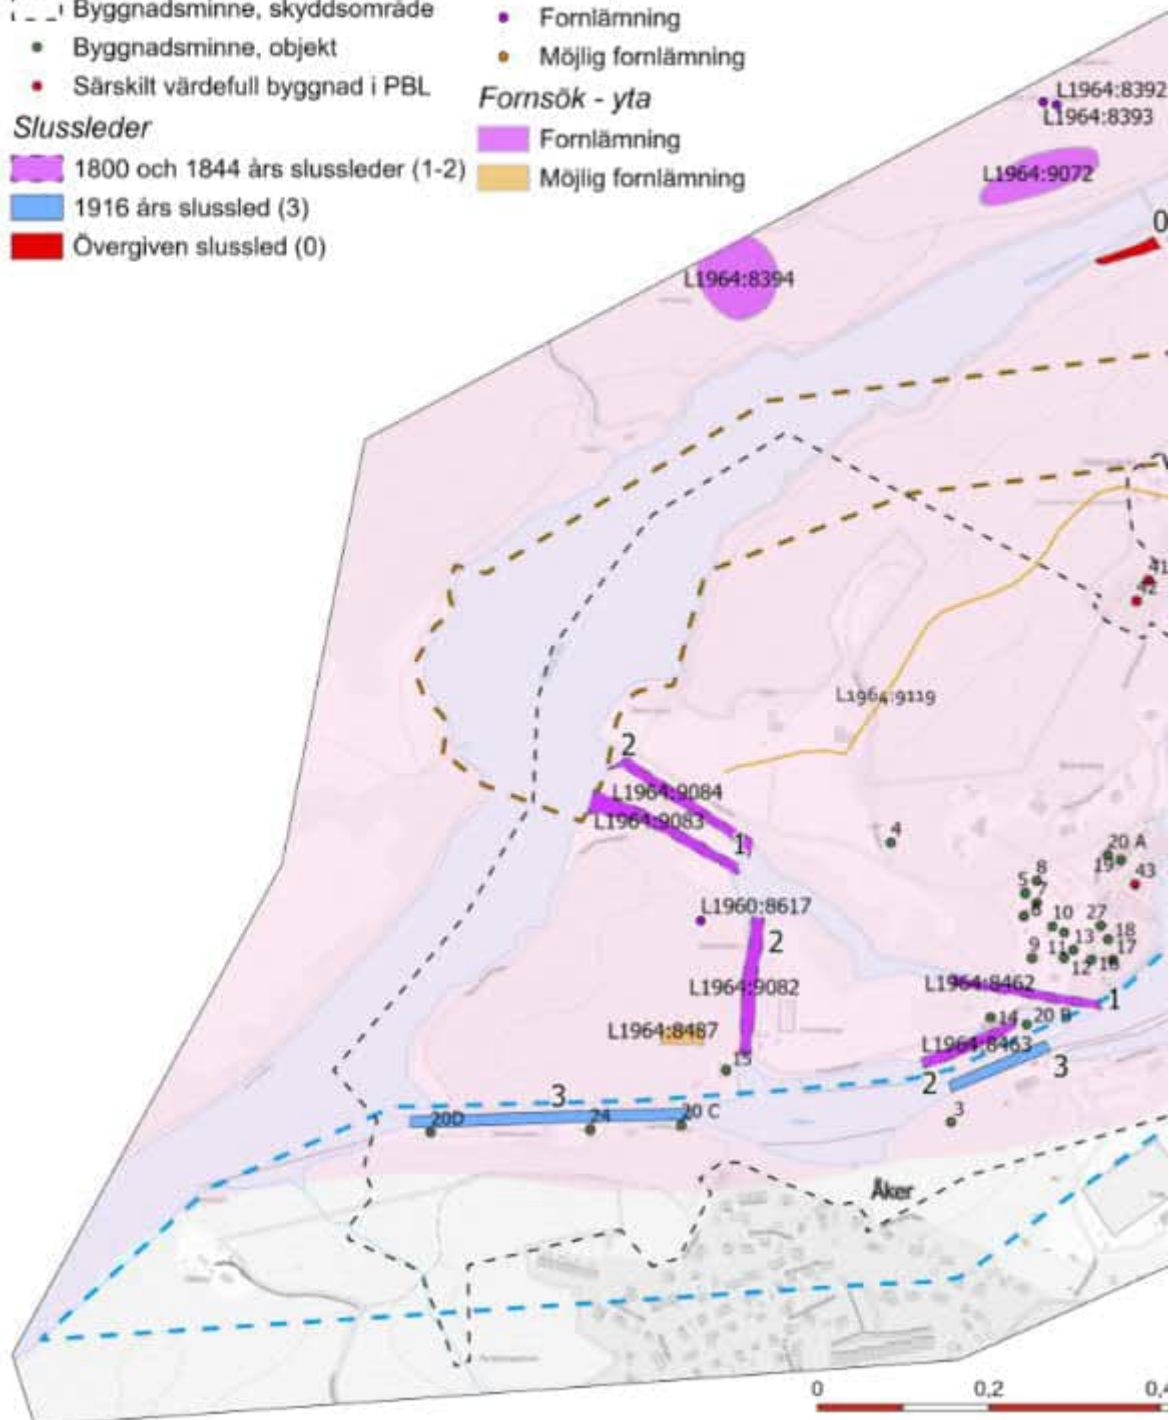 Byggnadsminne, skyddsområde
Byggnadsminne, objekt
Särskilt värdefull byggnad i PBL
Slussleder
1800 och 1844 års slussleder (1-2)
1916 års slussled (3)
Övergiven slussled (0)
Fornlämning
Möjlig fornlämning
Fornsök - yta
Fornlämning
Möjlig fornlämning
L1964:8392
L1964:8393
L1964:9072
0
L1964:8394
41
42
L1964:9119
2
L1964:9084
L1964:9083
1
4
20 A
19
43
8
5
7
6
10
27
18
13
17
9
11
12
16
L1960:8617
2
L1964:9082
L1964:8462
1
14
20 B
L1964:8487
L1964:8463
15
2
3
3
20D
24
20 C
3
Åker
0
0,2
0,4